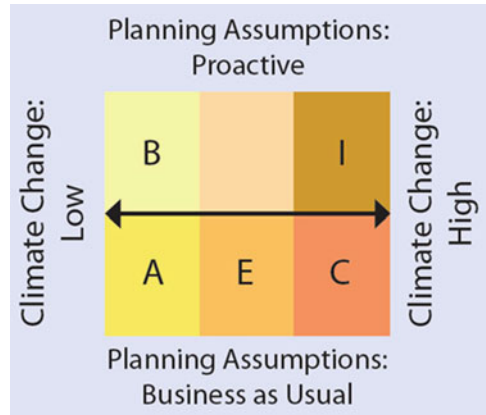 Planning Assumptions:
Proactive
Climate Change:
Low
B
I
Climate Change:
High
A
E
C
Planning Assumptions:
Business as Usual